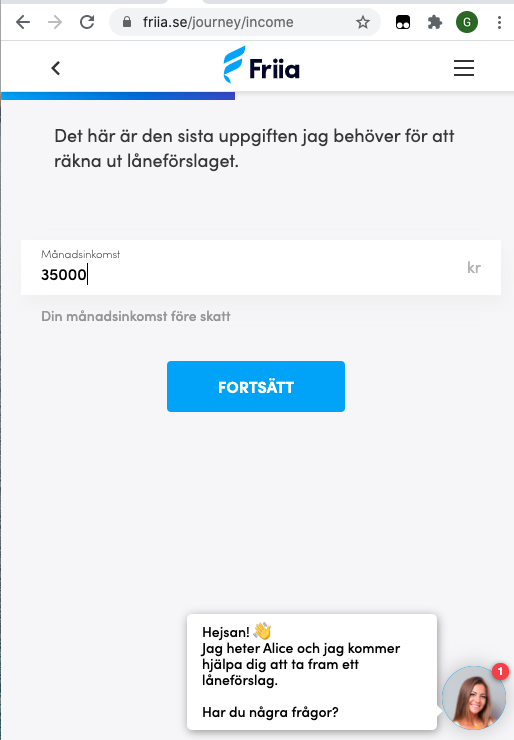 friia.se/journey/income
G
Friia
Det här är den sista uppgiften jag behöver för att
räkna ut låneförslaget.
Månadsinkomst
35000
kr
Din månadsinkomst före skatt
FORTSÄTT
Hejsan! 👋
Jag heter Alice och jag kommer
hjälpa dig att ta fram ett
låneförslag.
Har du några frågor?
1